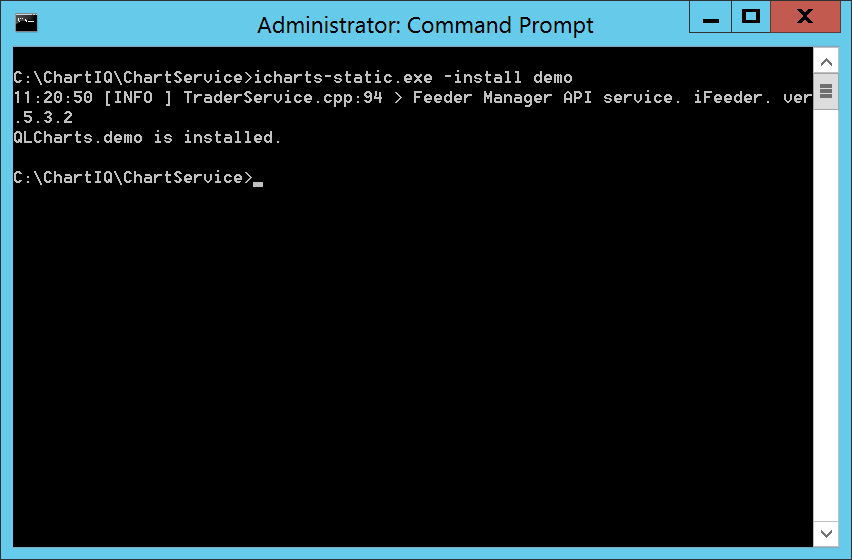 Administrator: Command Prompt
C:\ChartIQ\ChartService>icharts-static.exe -install demo
11:20:50 [INFO ] TraderService.cpp:94 > Feeder Manager API service. iFeeder. ver
.5.3.2
QLCharts.demo is installed.
C:\ChartIQ\ChartService>